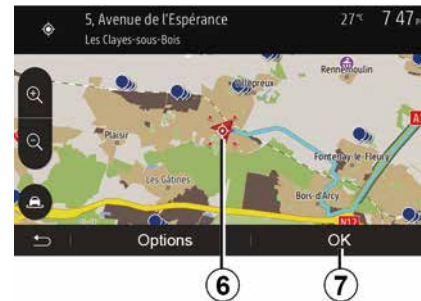 5, Avenue de l'Espérance
27°C
7 47
Les Clayes-sous-Bois
Rennemoulin
Plaisir
Fontenay-le-Fleury
Les Gâtines
Bois-d'Arcy
N12
Options
OK
6
7